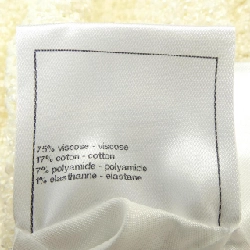 75% viscose - viscose
17% coton - cotton
7% polyamide - polyamide
1% elasthanne - elastane